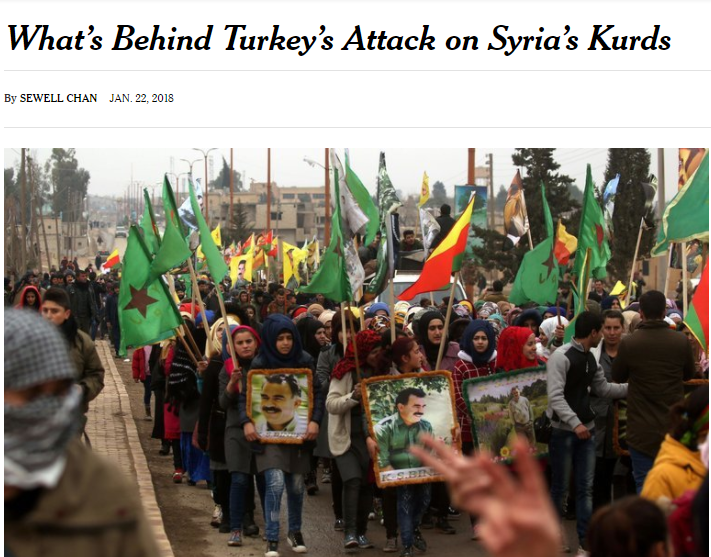 What's Behind Turkey's Attack on Syria's Kurds
By SEWELL CHAN JAN. 22, 2018